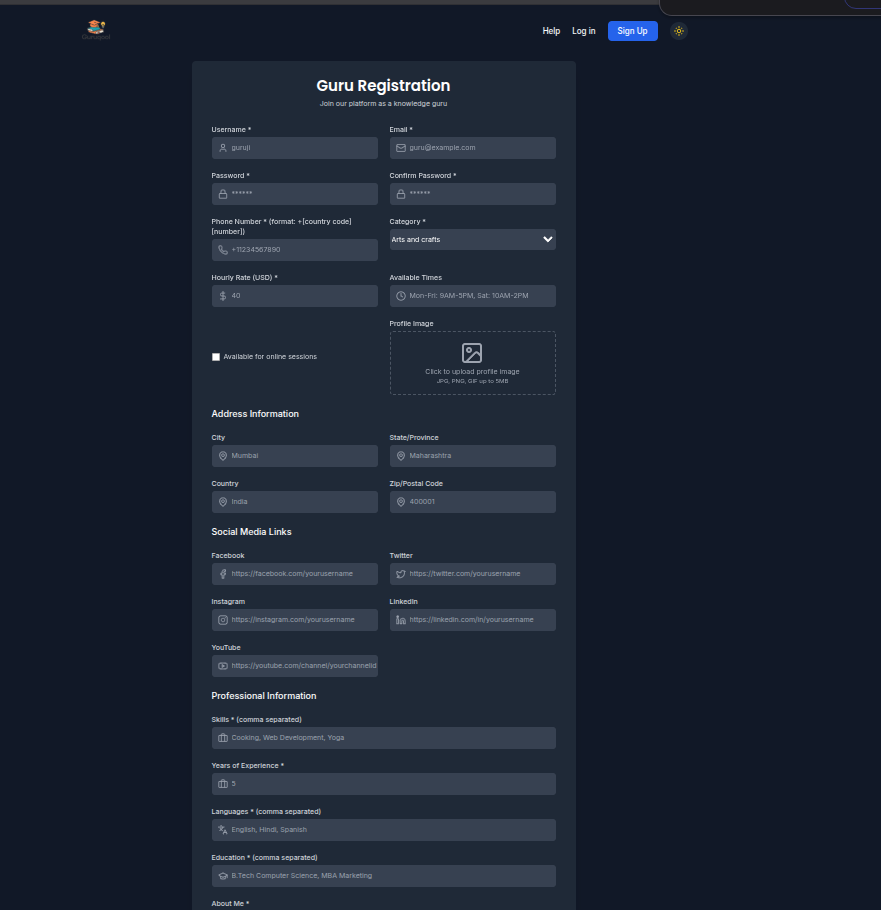 Help Log in Sign Up
Guru Registration
Join our platform as a knowledge guru
Username * Email *
guruji guru@example.com
Password * Confirm Password *
****** ******
Phone Number * (format: +[country code] Category *
[number])
Arts and crafts
+11234567890
Hourly Rate (USD) * Available Times
40 Mon-Fri: 9AM-5PM, Sat: 10AM-2PM
Profile Image
Available for online sessions
Click to upload profile image
JPG, PNG, GIF up to 5MB
Address Information
City State/Province
Mumbai Maharashtra
Country Zip/Postal Code
India 400001
Social Media Links
Facebook Twitter
https://facebook.com/yourusername https://twitter.com/yourusername
Instagram LinkedIn
https://instagram.com/yourusername https://linkedin.com/in/yourusername
YouTube
https://youtube.com/channel/yourchannelid
Professional Information
Skills * (comma separated)
Cooking, Web Development, Yoga
Years of Experience *
5
Languages * (comma separated)
English, Hindi, Spanish
Education * (comma separated)
B.Tech Computer Science, MBA Marketing
About Me *